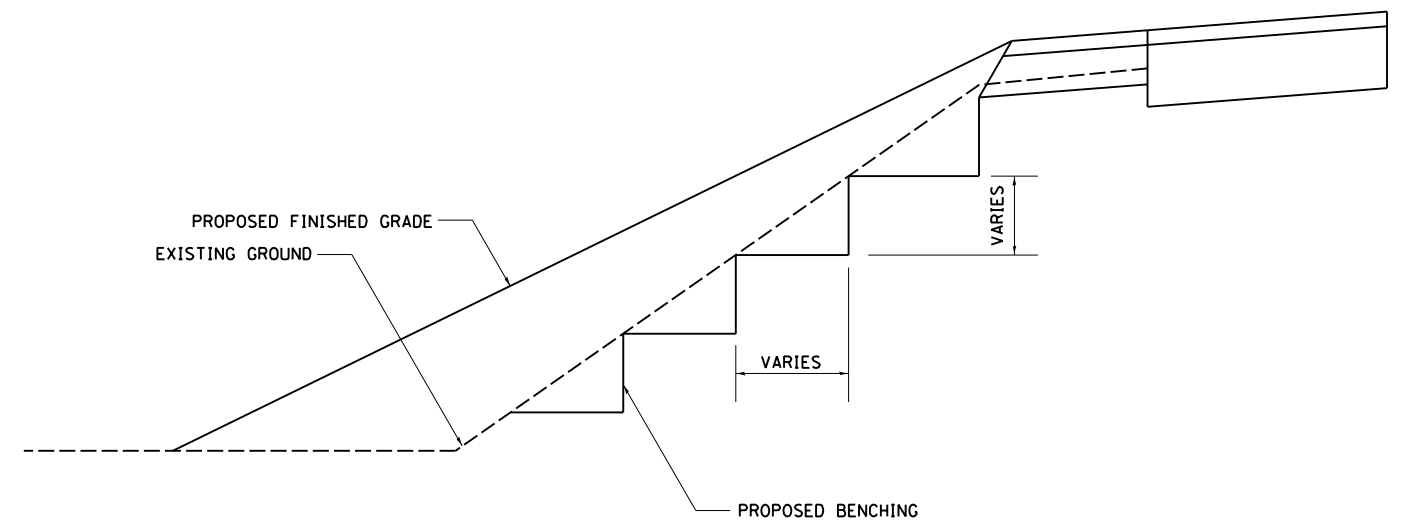 PROPOSED FINISHED GRADE
EXISTING GROUND
VARIES
VARIES
PROPOSED BENCHING